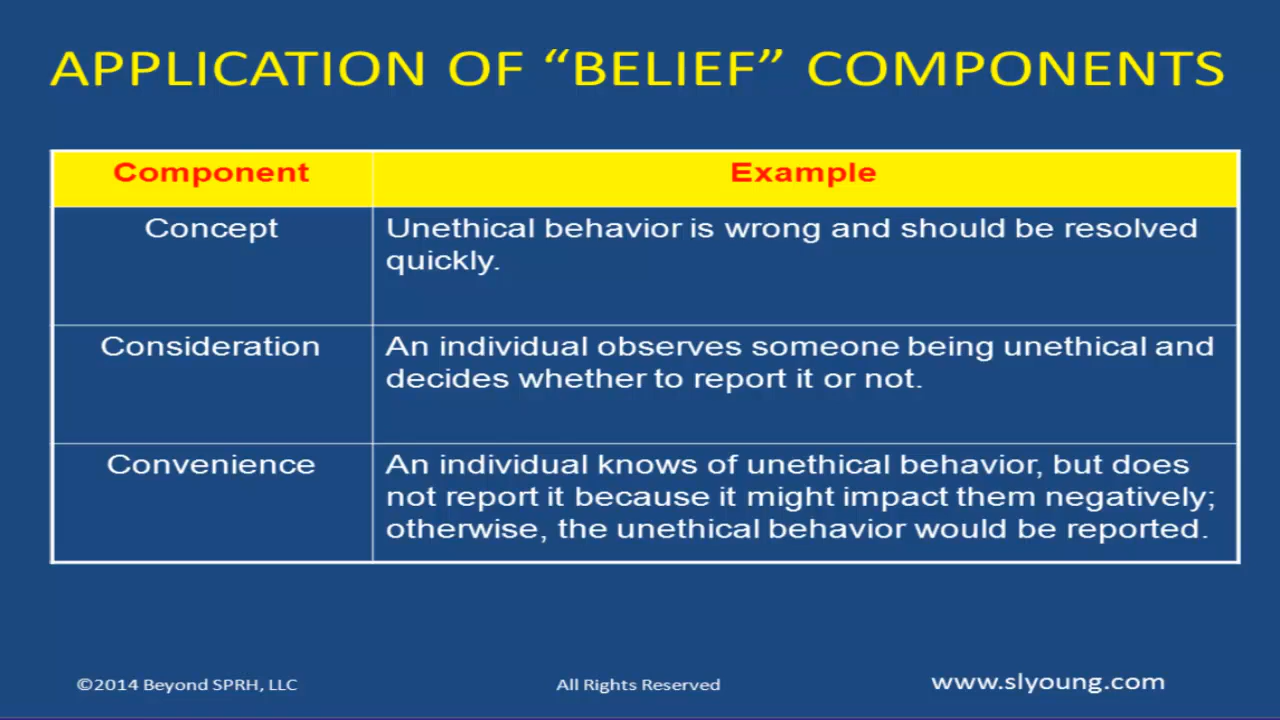 APPLICATION OF “BELIEF” COMPONENTS
Component
Example
Concept
Unethical behavior is wrong and should be resolved
quickly.
Consideration
An individual observes someone being unethical and
decides whether to report it or not.
Convenience
An individual knows of unethical behavior, but does
not report it because it might impact them negatively;
otherwise, the unethical behavior would be reported.
©2014 Beyond SPRH, LLC
All Rights Reserved
www.slyoung.com